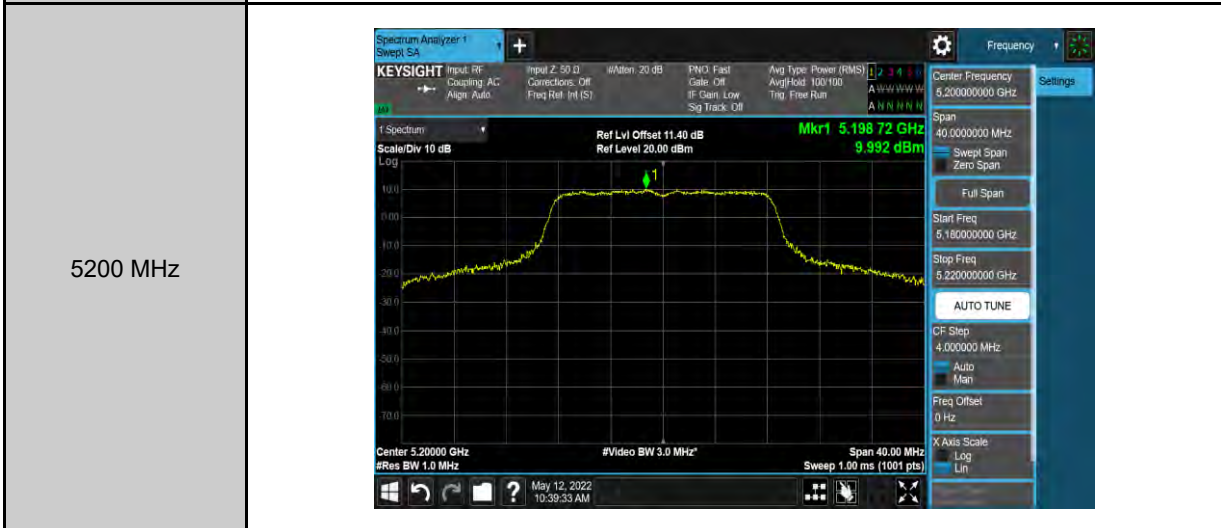 5200 MHz
Spectrum Analyzer 1
Swept SA
Frequency
KEYSIGHT
Input: RF
Coupling: AC
Align: Auto
Input Z: 50 Ω
Corrections: Off
Freq Ref: Int (S)
#Atten: 20 dB
PNO: Fast
Gate: Off
IF Gain: Low
Sig Track: Off
Avg Type: Power (RMS)
Avg|Hold: 100/100
Trig: Free Run
1 2 3 4 5 6
A W W W W W
A N N N N N
1 Spectrum
Scale/Div 10 dB
Log
Ref Lvl Offset 11.40 dB
Ref Level 20.00 dBm
Mkr1 5.198 72 GHz
9.992 dBm
1
10.0
0.00
-10.0
-20.0
-30.0
-40.0
-50.0
-60.0
-70.0
Center 5.20000 GHz
#Res BW 1.0 MHz
#Video BW 3.0 MHz*
Span 40.00 MHz
Sweep 1.00 ms (1001 pts)
May 12, 2022
10:39:33 AM
Center Frequency
5.200000000 GHz
Settings
Span
40.0000000 MHz
Swept Span
Zero Span
Full Span
Start Freq
5.180000000 GHz
Stop Freq
5.220000000 GHz
AUTO TUNE
CF Step
4.000000 MHz
Auto
Man
Freq Offset
0 Hz
X Axis Scale
Log
Lin